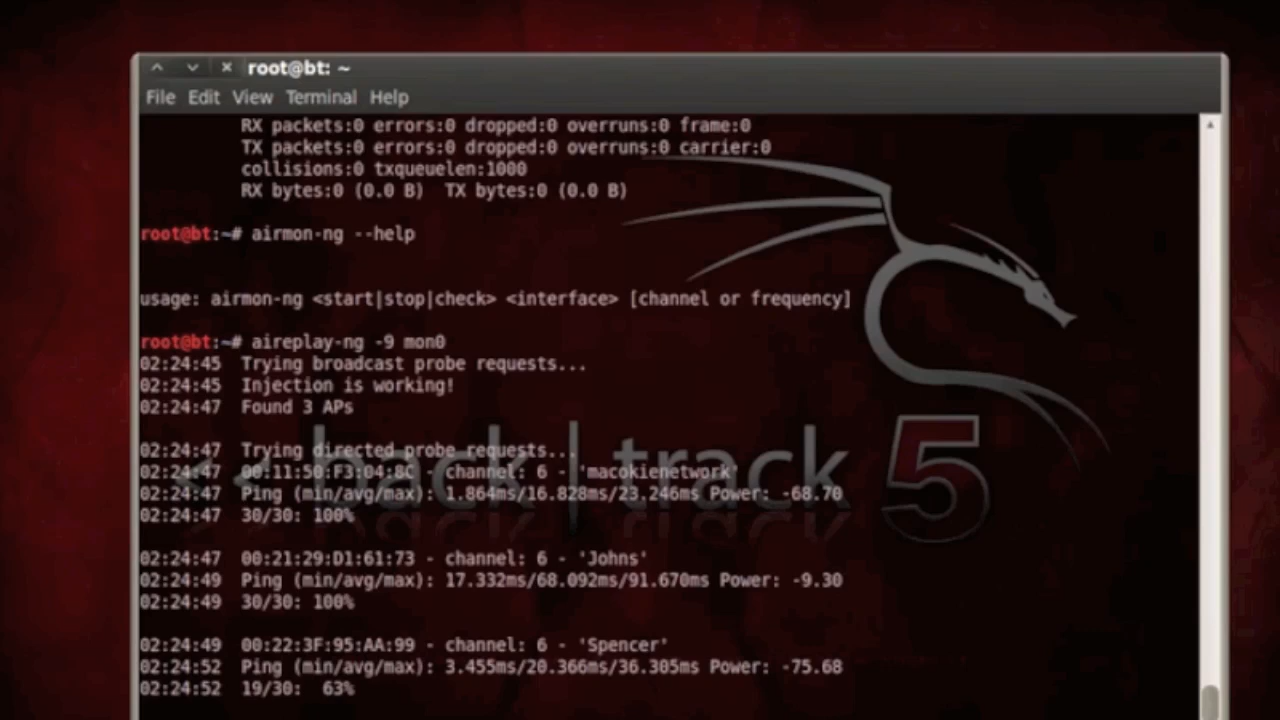 root@bt: ~
File Edit View Terminal Help
RX packets:0 errors:0 dropped:0 overruns:0 frame:0
TX packets:0 errors:0 dropped:0 overruns:0 carrier:0
collisions:0 txqueuelen:1000
RX bytes:0 (0.0 B)  TX bytes:0 (0.0 B)
root@bt:~# airmon-ng --help
usage: airmon-ng <start|stop|check> <interface> [channel or frequency]
root@bt:~# aireplay-ng -9 mon0
02:24:45  Trying broadcast probe requests...
02:24:45  Injection is working!
02:24:47  Found 3 APs
02:24:47  Trying directed probe requests...
02:24:47  00:11:50:F3:04:8C - channel: 6 - 'macokienetwork'
02:24:47  Ping (min/avg/max): 1.864ms/16.828ms/23.246ms Power: -68.70
02:24:47  30/30: 100%
<< back | track 5
02:24:47  00:21:29:D1:61:73 - channel: 6 - 'Johns'
02:24:49  Ping (min/avg/max): 17.332ms/68.092ms/91.670ms Power: -9.30
02:24:49  30/30: 100%
02:24:49  00:22:3F:95:AA:99 - channel: 6 - 'Spencer'
02:24:52  Ping (min/avg/max): 3.455ms/20.366ms/36.305ms Power: -75.68
02:24:52  19/30:  63%